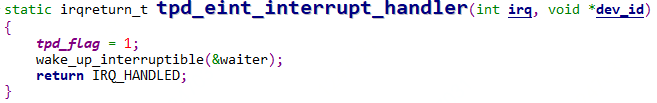 static irqreturn_t tpd_eint_interrupt_handler(int irq, void *dev_id)
{
tpd_flag = 1;
wake_up_interruptible(&waiter);
return IRQ_HANDLED;
}